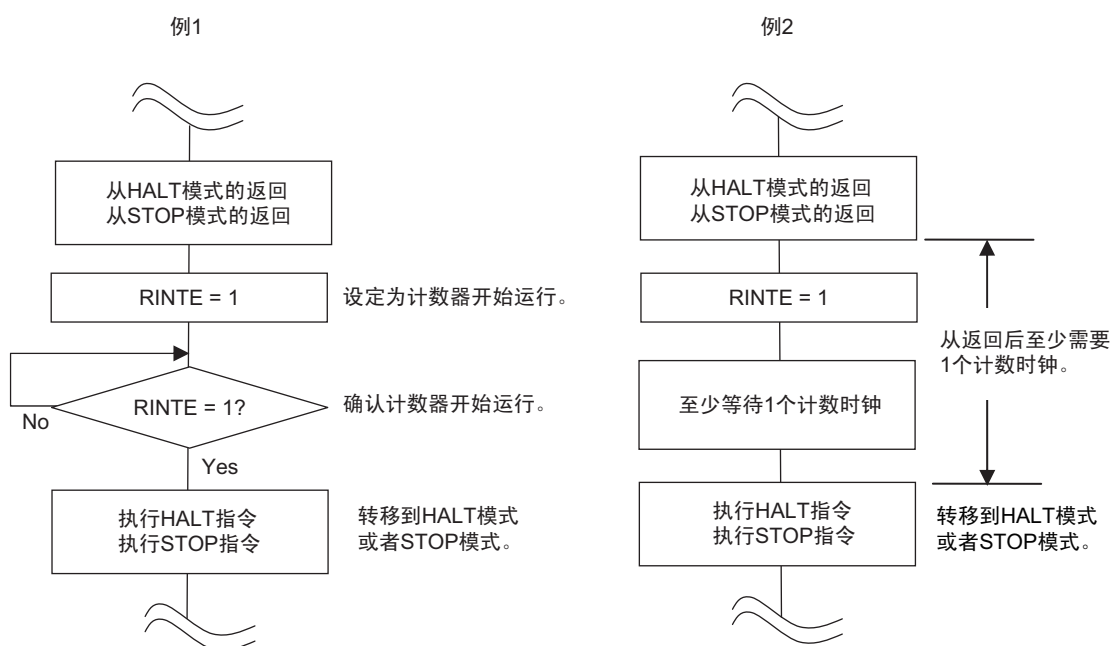 例1
从HALT模式的返回
从STOP模式的返回
RINTE = 1
设定为计数器开始运行。
RINTE = 1?
确认计数器开始运行。
No
Yes
执行HALT指令
执行STOP指令
转移到HALT模式
或者STOP模式。
例2
从HALT模式的返回
从STOP模式的返回
RINTE = 1
从返回后至少需要
1个计数时钟。
至少等待1个计数时钟
执行HALT指令
执行STOP指令
转移到HALT模式
或者STOP模式。